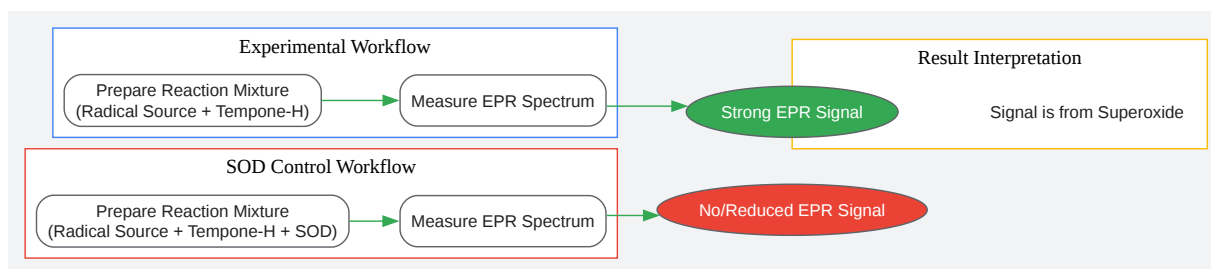 Experimental Workflow
Prepare Reaction Mixture
(Radical Source + Tempone-H)
Measure EPR Spectrum
Strong EPR Signal
Result Interpretation
Signal is from Superoxide
SOD Control Workflow
Prepare Reaction Mixture
(Radical Source + Tempone-H + SOD)
Measure EPR Spectrum
No/Reduced EPR Signal